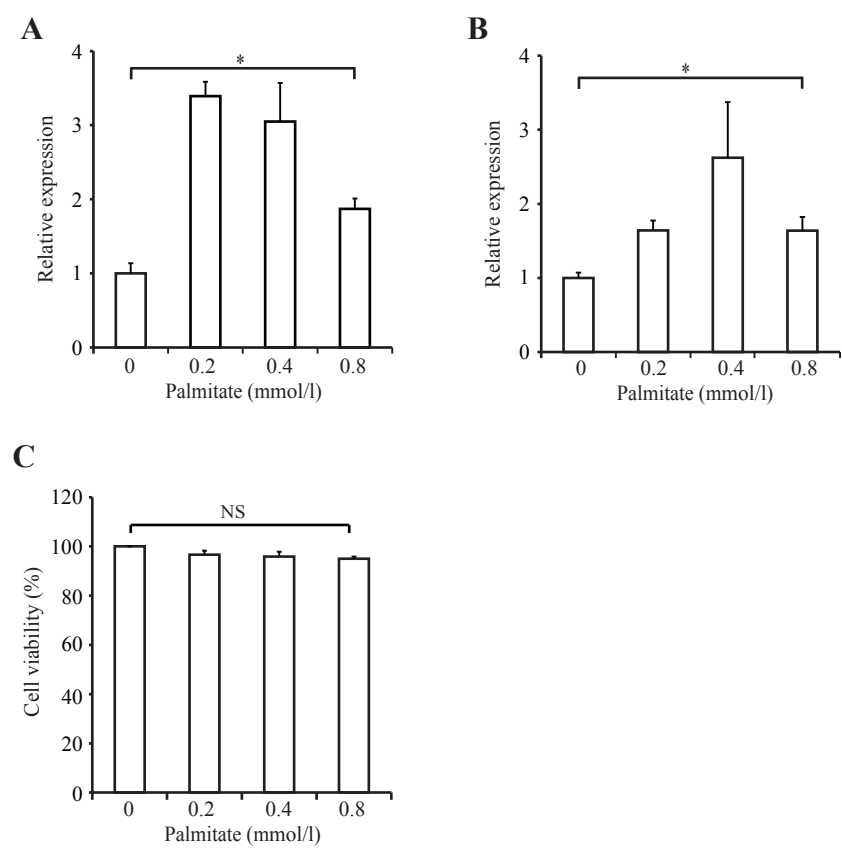 A
Relative expression
4
3
2
1
0
*
0 0.2 0.4 0.8
Palmitate (mmol/l)
B
Relative expression
4
3
2
1
0
*
0 0.2 0.4 0.8
Palmitate (mmol/l)
C
Cell viability (%)
120
100
80
60
40
20
0
NS
0 0.2 0.4 0.8
Palmitate (mmol/l)